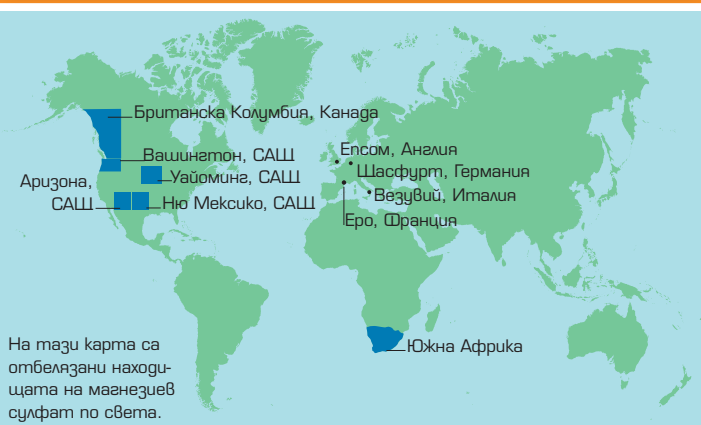 Британска Колумбия, Канада
Вашингтон, САЩ
Уайоминг, САЩ
Аризона,
САЩ
Ню Мексико, САЩ
Епсом, Англия
Щасфурт, Германия
Везувий, Италия
Еро, Франция
Южна Африка
На тази карта са
отбелязани находи-
щата на магнезиев
сулфат по света.